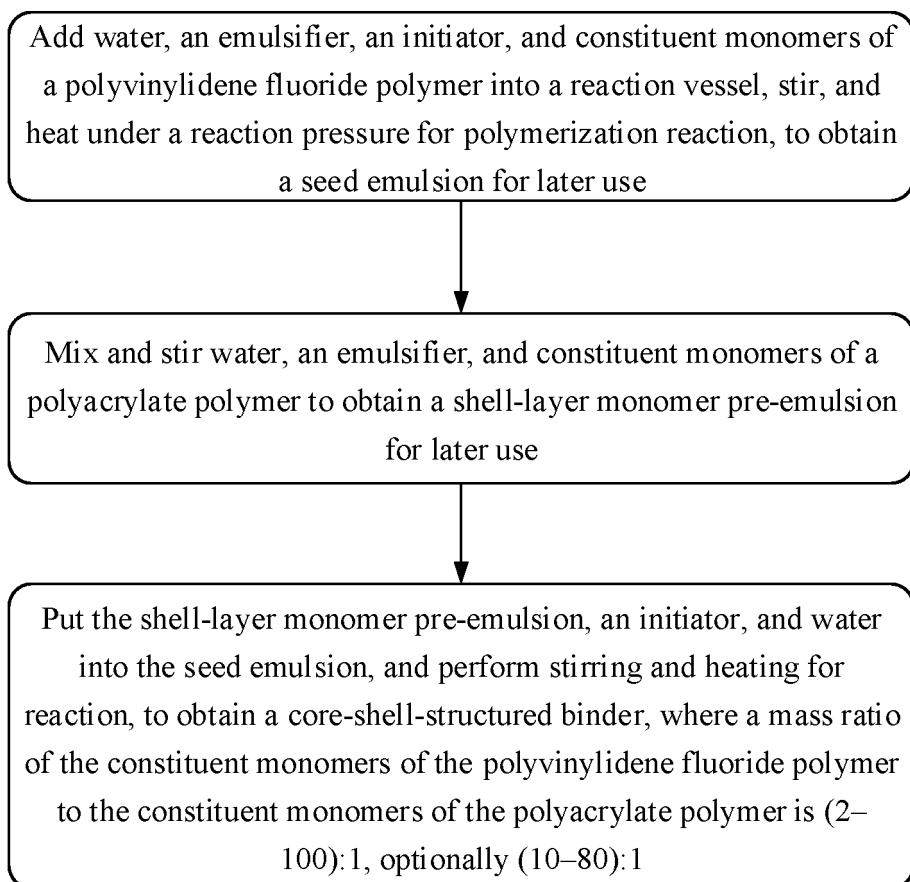 Add water, an emulsifier, an initiator, and constituent monomers of
a polyvinylidene fluoride polymer into a reaction vessel, stir, and
heat under a reaction pressure for polymerization reaction, to obtain
a seed emulsion for later use
Mix and stir water, an emulsifier, and constituent monomers of a
polyacrylate polymer to obtain a shell-layer monomer pre-emulsion
for later use
Put the shell-layer monomer pre-emulsion, an initiator, and water
into the seed emulsion, and perform stirring and heating for
reaction, to obtain a core-shell-structured binder, where a mass ratio
of the constituent monomers of the polyvinylidene fluoride polymer
to the constituent monomers of the polyacrylate polymer is (2–
100):1, optionally (10–80):1